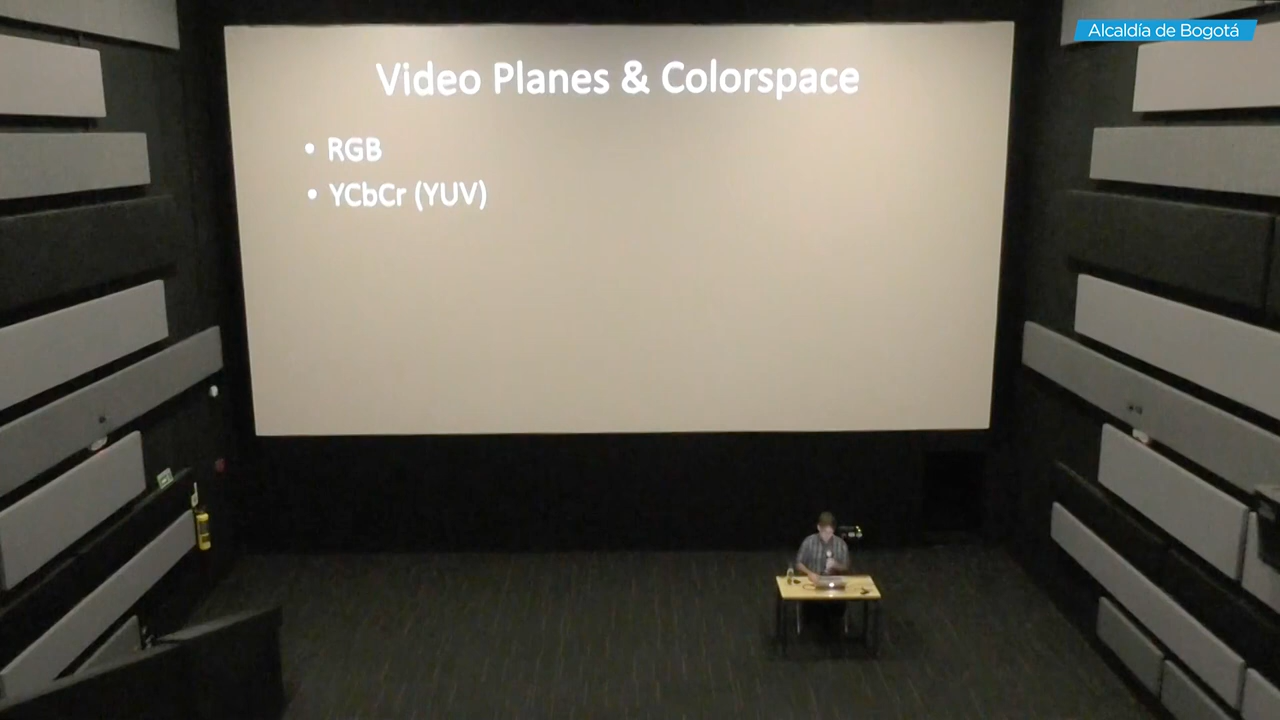 Alcaldía de Bogotá
Video Planes & Colorspace
• RGB
• YCbCr (YUV)